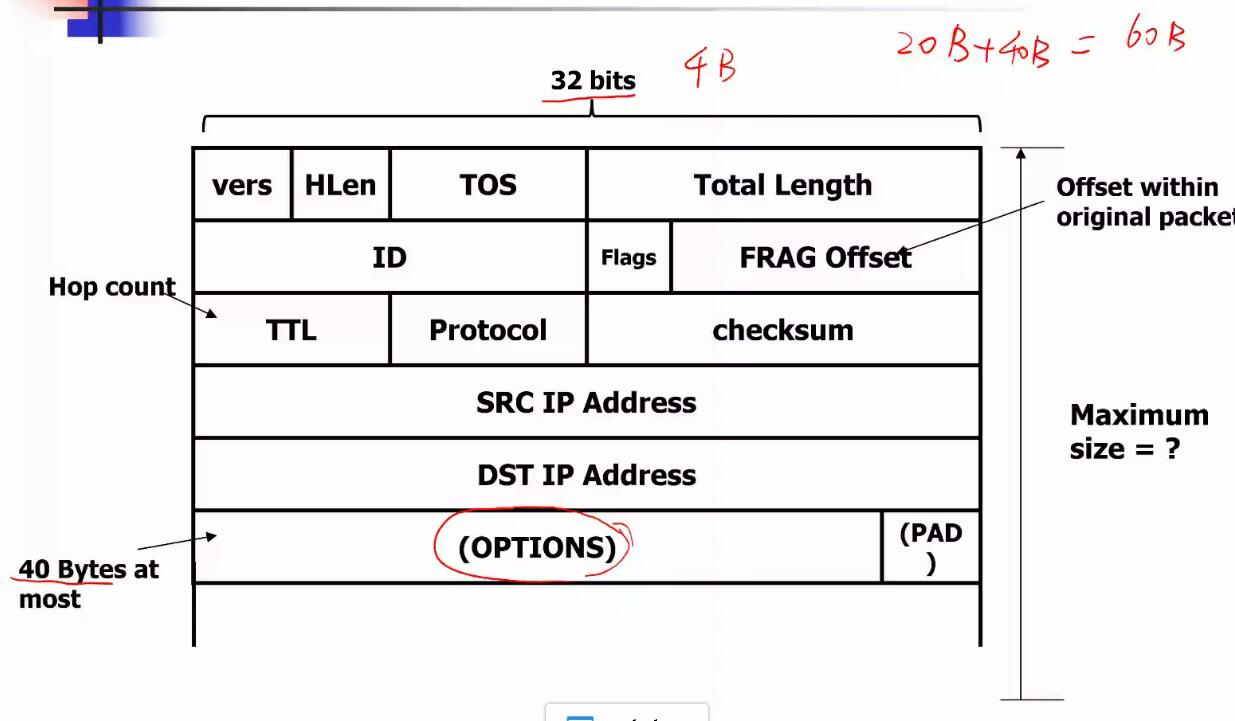 20B+40B = 60B
32 bits 4B
vers HLen TOS Total Length
Offset within
original packet
ID Flags FRAG Offset
Hop count
TTL Protocol checksum
SRC IP Address
Maximum
size = ?
DST IP Address
(OPTIONS) (PAD
)
40 Bytes at
most